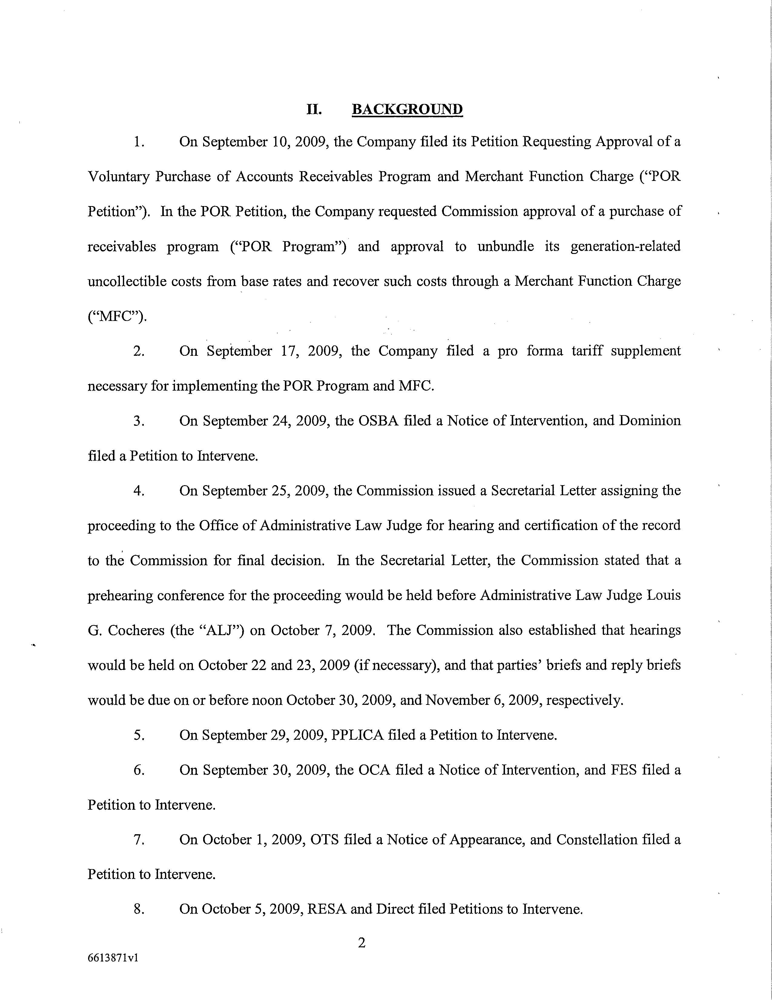 II. BACKGROUND
1. On September 10, 2009, the Company filed its Petition Requesting Approval of a
Voluntary Purchase of Accounts Receivables Program and Merchant Function Charge (“POR
Petition”). In the POR Petition, the Company requested Commission approval of a purchase of
receivables program (“POR Program”) and approval to unbundle its generation-related
uncollectible costs from base rates and recover such costs through a Merchant Function Charge
(“MFC”).
2. On September 17, 2009, the Company filed a pro forma tariff supplement
necessary for implementing the POR Program and MFC.
3. On September 24, 2009, the OSBA filed a Notice of Intervention, and Dominion
filed a Petition to Intervene.
4. On September 25, 2009, the Commission issued a Secretarial Letter assigning the
proceeding to the Office of Administrative Law Judge for hearing and certification of the record
to the Commission for final decision. In the Secretarial Letter, the Commission stated that a
prehearing conference for the proceeding would be held before Administrative Law Judge Louis
G. Cocheres (the “ALJ”) on October 7, 2009. The Commission also established that hearings
would be held on October 22 and 23, 2009 (if necessary), and that parties’ briefs and reply briefs
would be due on or before noon October 30, 2009, and November 6, 2009, respectively.
5. On September 29, 2009, PPLICA filed a Petition to Intervene.
6. On September 30, 2009, the OCA filed a Notice of Intervention, and FES filed a
Petition to Intervene.
7. On October 1, 2009, OTS filed a Notice of Appearance, and Constellation filed a
Petition to Intervene.
8. On October 5, 2009, RESA and Direct filed Petitions to Intervene.
2
6613871v1